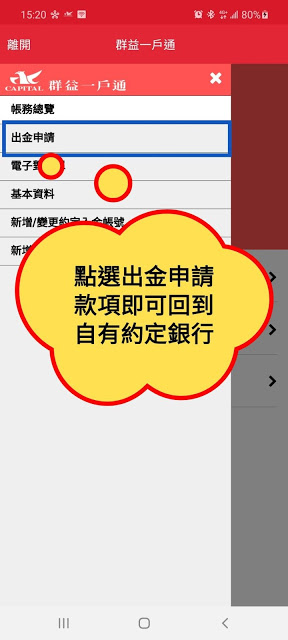 15:20 80%
離開 群益一戶通
CAPITAL 群益一戶通
帳務總覽
出金申請
電子對
基本資料
新增/變更約定入金帳號
新增
點選出金申請
款項即可回到
自有約定銀行